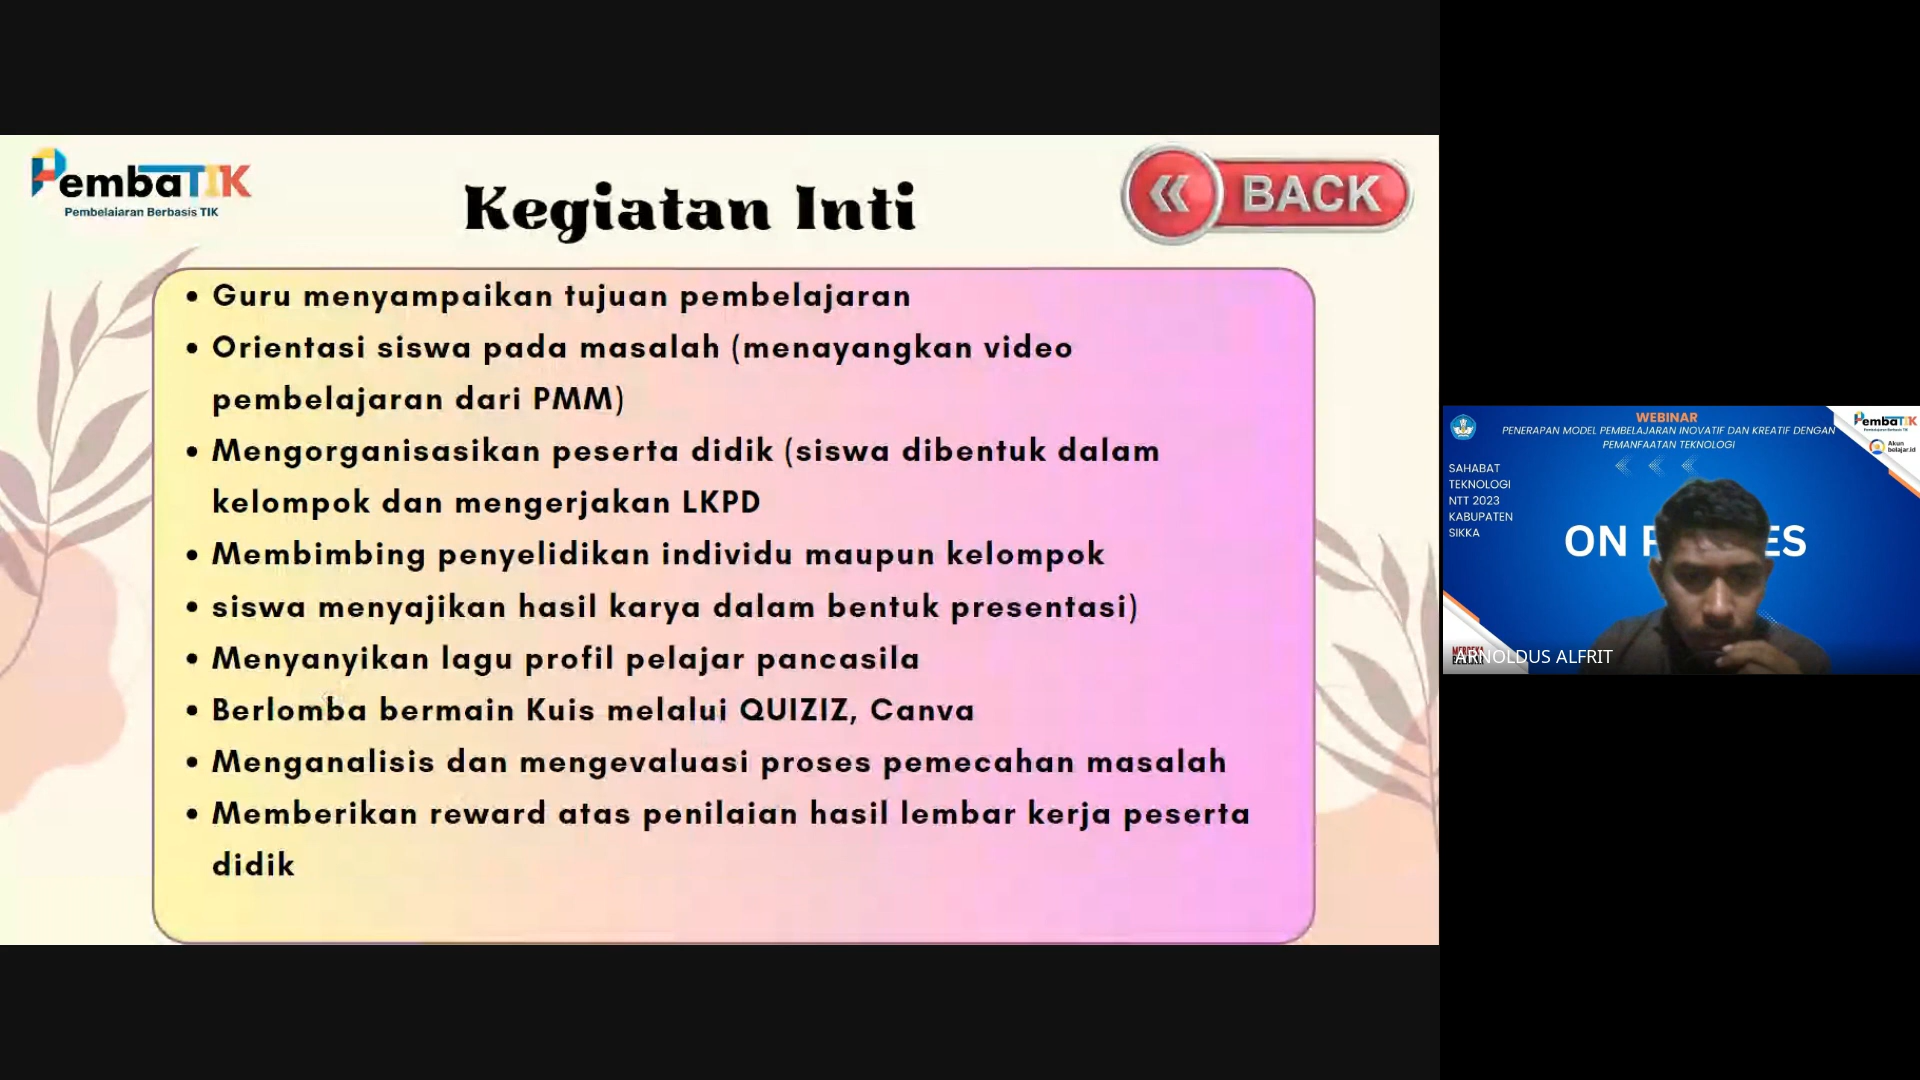 PembaTIK
Pembelajaran Berbasis TIK
Kegiatan Inti
BACK
Guru menyampaikan tujuan pembelajaran
Orientasi siswa pada masalah (menayangkan video
pembelajaran dari PMM)
Mengorganisasikan peserta didik (siswa dibentuk dalam
kelompok dan mengerjakan LKPD
Membimbing penyelidikan individu maupun kelompok
siswa menyajikan hasil karya dalam bentuk presentasi)
Menyanyikan lagu profil pelajar pancasila
Berlomba bermain Kuis melalui QUIZIZ, Canva
Menganalisis dan mengevaluasi proses pemecahan masalah
Memberikan reward atas penilaian hasil lembar kerja peserta
didik
WEBINAR
PENERAPAN MODEL PEMBELAJARAN INOVATIF DAN KREATIF DENGAN
PEMANFAATAN TEKNOLOGI
PembaTIK
Akun
belajar.id
SAHABAT
TEKNOLOGI
NTT 2023
KABUPATEN
SIKKA
ON
ARNOLDUS ALFRIT